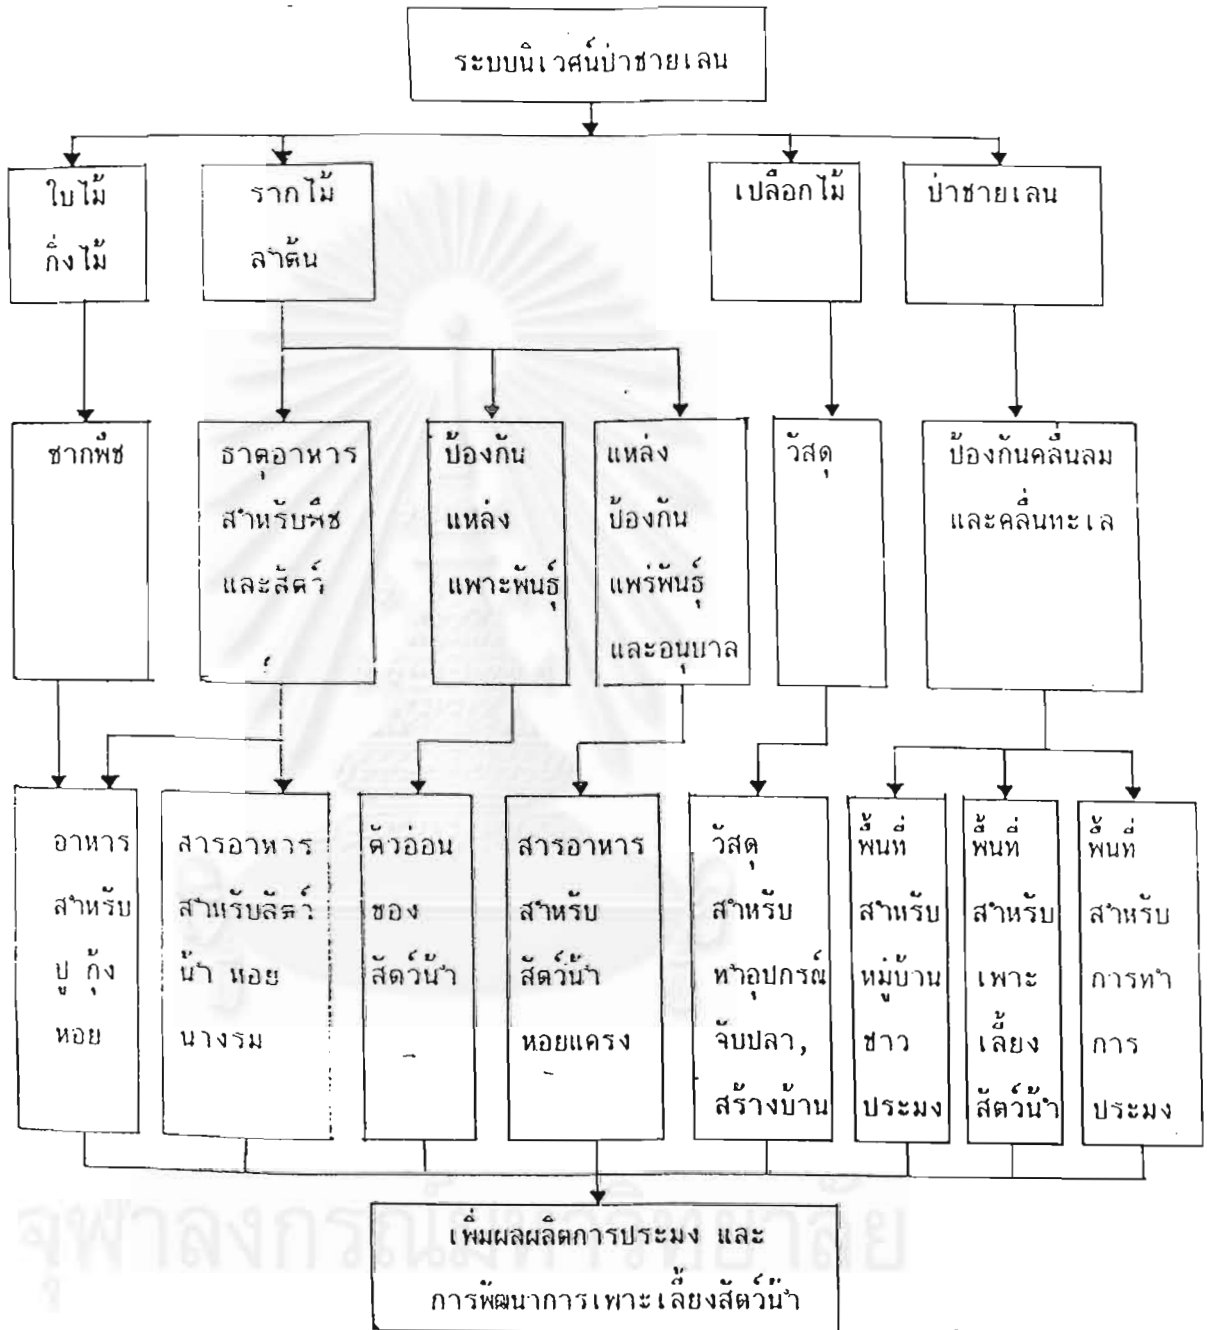 ระบบนิเวศน์ป่าชายเลน
ใบไม้
กิ่งไม้
รากไม้
ลำต้น
เปลือกไม้
ป่าชายเลน
ซากพืช
ธาตุอาหาร
สำหรับพืช
และสัตว์
ป้องกัน
แหล่ง
แพาะพันธุ์
แหล่ง
ป้องกัน
แพร่พันธุ์
และอนุบาล
วัสดุ
ป้องกันคลื่นลม
และคลื่นทะเล
อาหาร
สำหรับ
ปู กุ้ง
หอย
สารอาหาร
สำหรับสัตว์
น้ำ หอย
นางรม
ตัวอ่อน
ของ
สัตว์น้ำ
สารอาหาร
สำหรับ
สัตว์น้ำ
หอยแครง
วัสดุ
สำหรับ
ทำอุปกรณ์
จับปลา,
สร้างบ้าน
พื้นที่
สำหรับ
หมู่บ้าน
ชาว
ประมง
พื้นที่
สำหรับ
เพาะ
เลี้ยง
สัตว์น้ำ
พื้นที่
สำหรับ
การทำ
การ
ประมง
เพิ่มผลผลิตการประมง และ
การพัฒนาการเพาะเลี้ยงสัตว์น้ำ
จุฬาลงกรณ์มหาวิทยาลัย